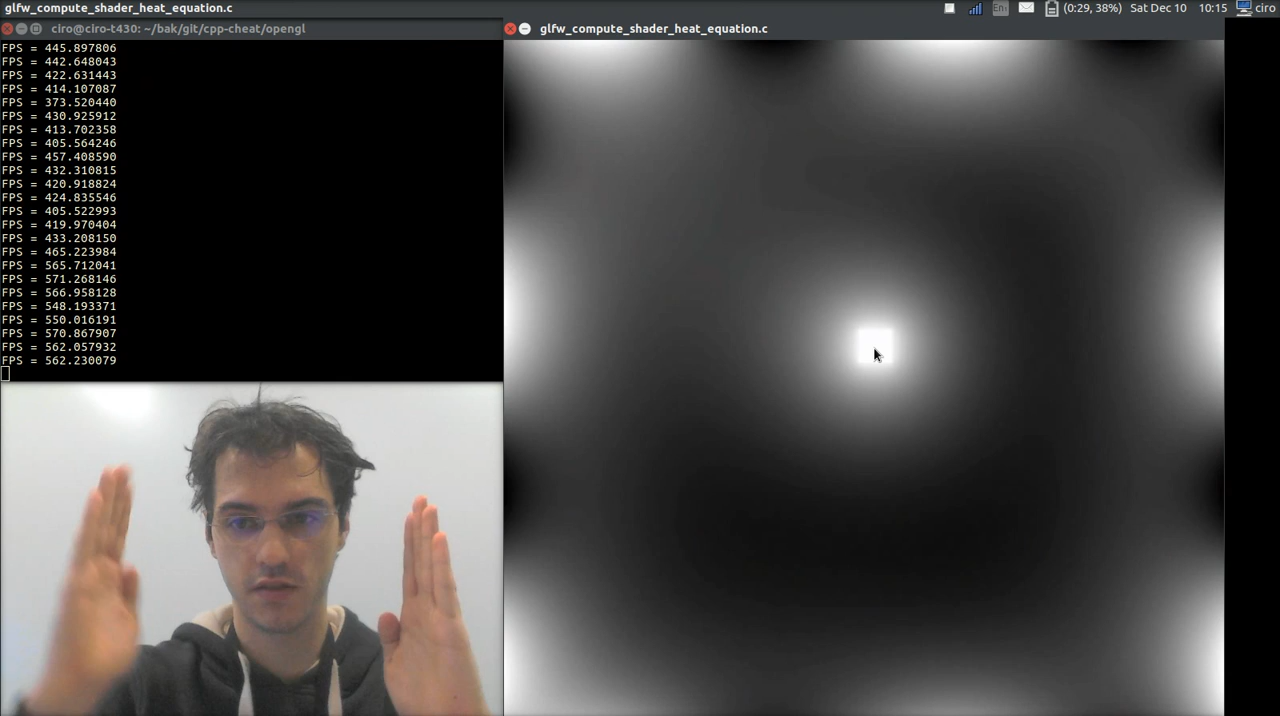 glfw_compute_shader_heat_equation.c
En
(0:29, 38%)
Sat Dec 10
10:15
ciro
ciro@ciro-t430: ~/bak/git/cpp-cheat/opengl
glfw_compute_shader_heat_equation.c
FPS = 445.897806
FPS = 442.648043
FPS = 422.631443
FPS = 414.107087
FPS = 373.520440
FPS = 430.925912
FPS = 413.702358
FPS = 405.564246
FPS = 457.408590
FPS = 432.310815
FPS = 420.918824
FPS = 424.835546
FPS = 405.522993
FPS = 419.970404
FPS = 433.208150
FPS = 465.223984
FPS = 565.712041
FPS = 571.268146
FPS = 566.958128
FPS = 548.193371
FPS = 550.016191
FPS = 570.867907
FPS = 562.057932
FPS = 562.230079